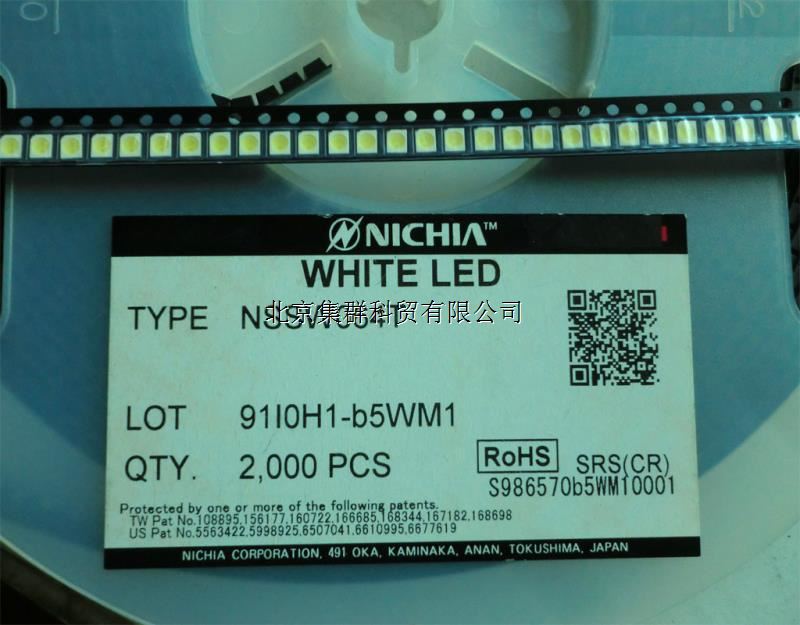 NICHIA™
WHITE LED
TYPE
北京集群科贸有限公司
LOT 91I0H1-b5WM1
QTY. 2,000 PCS
RoHS SRS(CR)
S986570b5WM10001
Protected by one or more of the following patents.
TW Pat No.108895,156177,160722,166685,168344,167182,168698
US Pat No.5563422,5998925,6507041,6610995,6677619
NICHIA CORPORATION, 491 OKA, KAMINAKA, ANAN, TOKUSHIMA, JAPAN